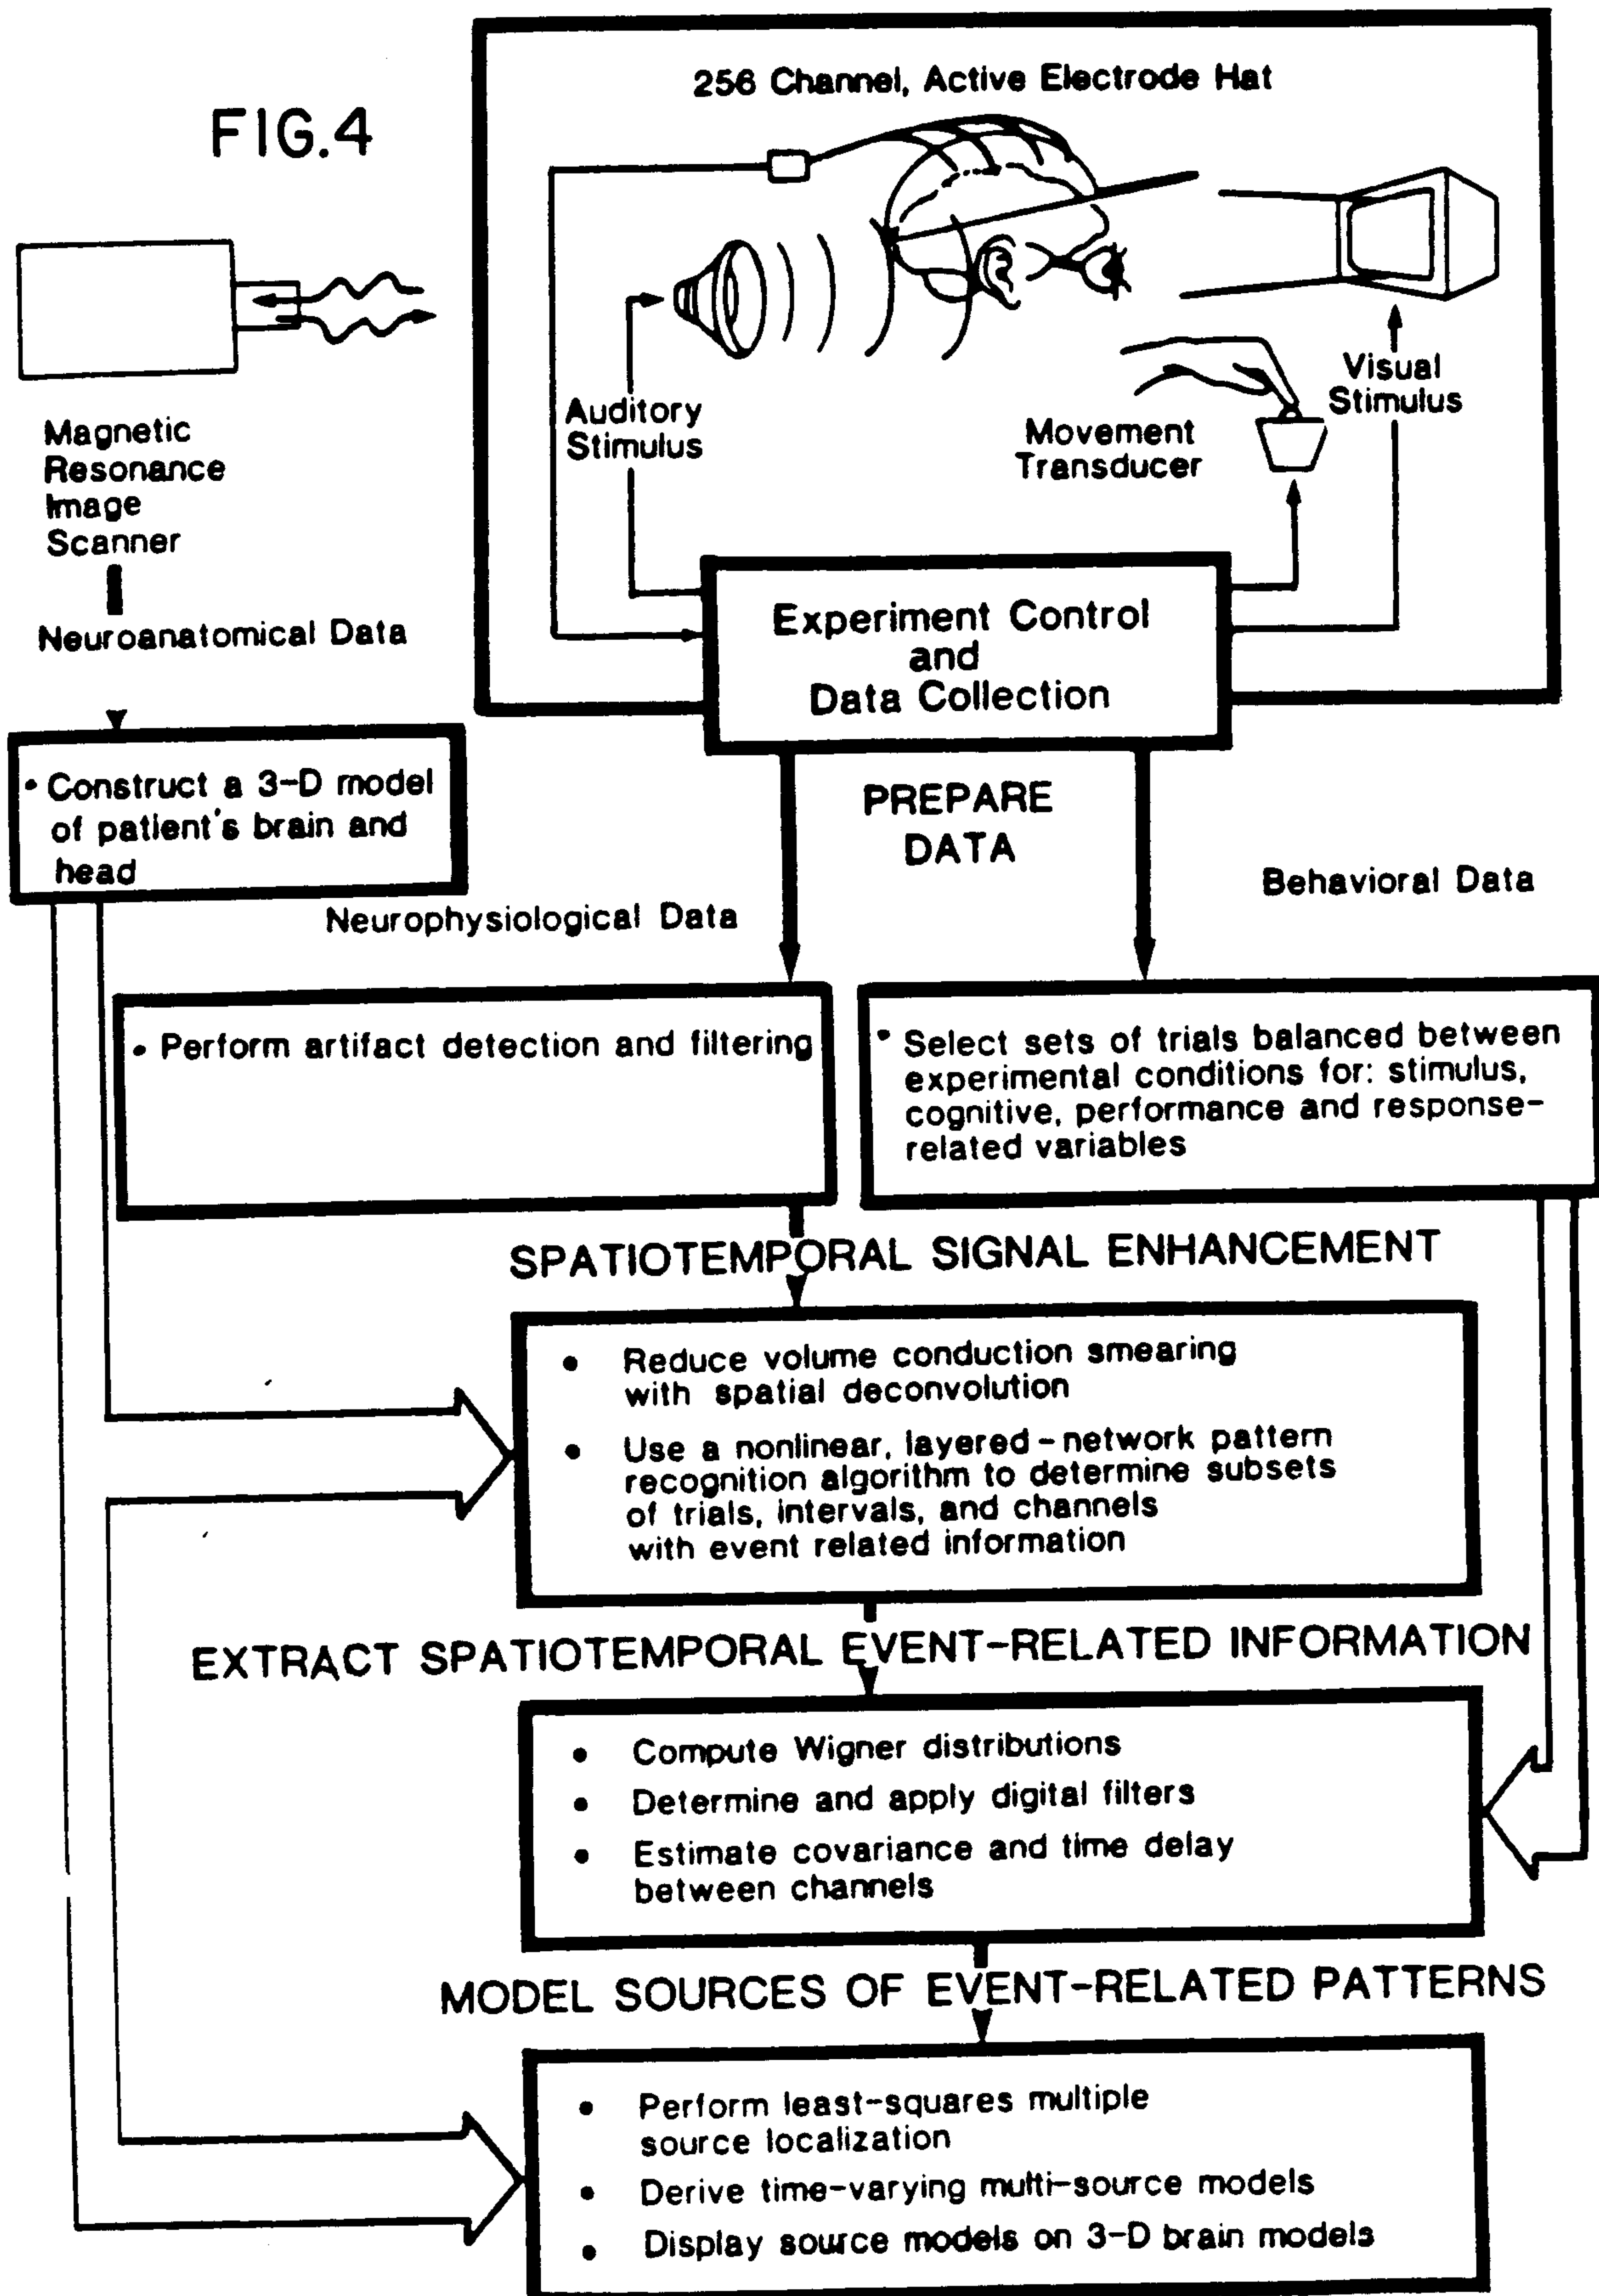 256 Channel, Active Electrode Hat
FIG.4
Auditory
Stimulus
Visual
Stimulus
Movement
Transducer
Magnetic
Resonance
Image
Scanner
Neuroanatomical Data
Experiment Control
and
Data Collection
• Construct a 3-D model
of patient's brain and
head
PREPARE
DATA
Neurophysiological Data
Behavioral Data
• Perform artifact detection and filtering
• Select sets of trials balanced between
experimental conditions for: stimulus,
cognitive, performance and response-
related variables
SPATIOTEMPORAL SIGNAL ENHANCEMENT
• Reduce volume conduction smearing
with spatial deconvolution
• Use a nonlinear, layered-network pattern
recognition algorithm to determine subsets
of trials, intervals, and channels
with event related information
EXTRACT SPATIOTEMPORAL EVENT-RELATED INFORMATION
• Compute Wigner distributions
• Determine and apply digital filters
• Estimate covariance and time delay
between channels
MODEL SOURCES OF EVENT-RELATED PATTERNS
• Perform least-squares multiple
source localization
• Derive time-varying multi-source models
• Display source models on 3-D brain models